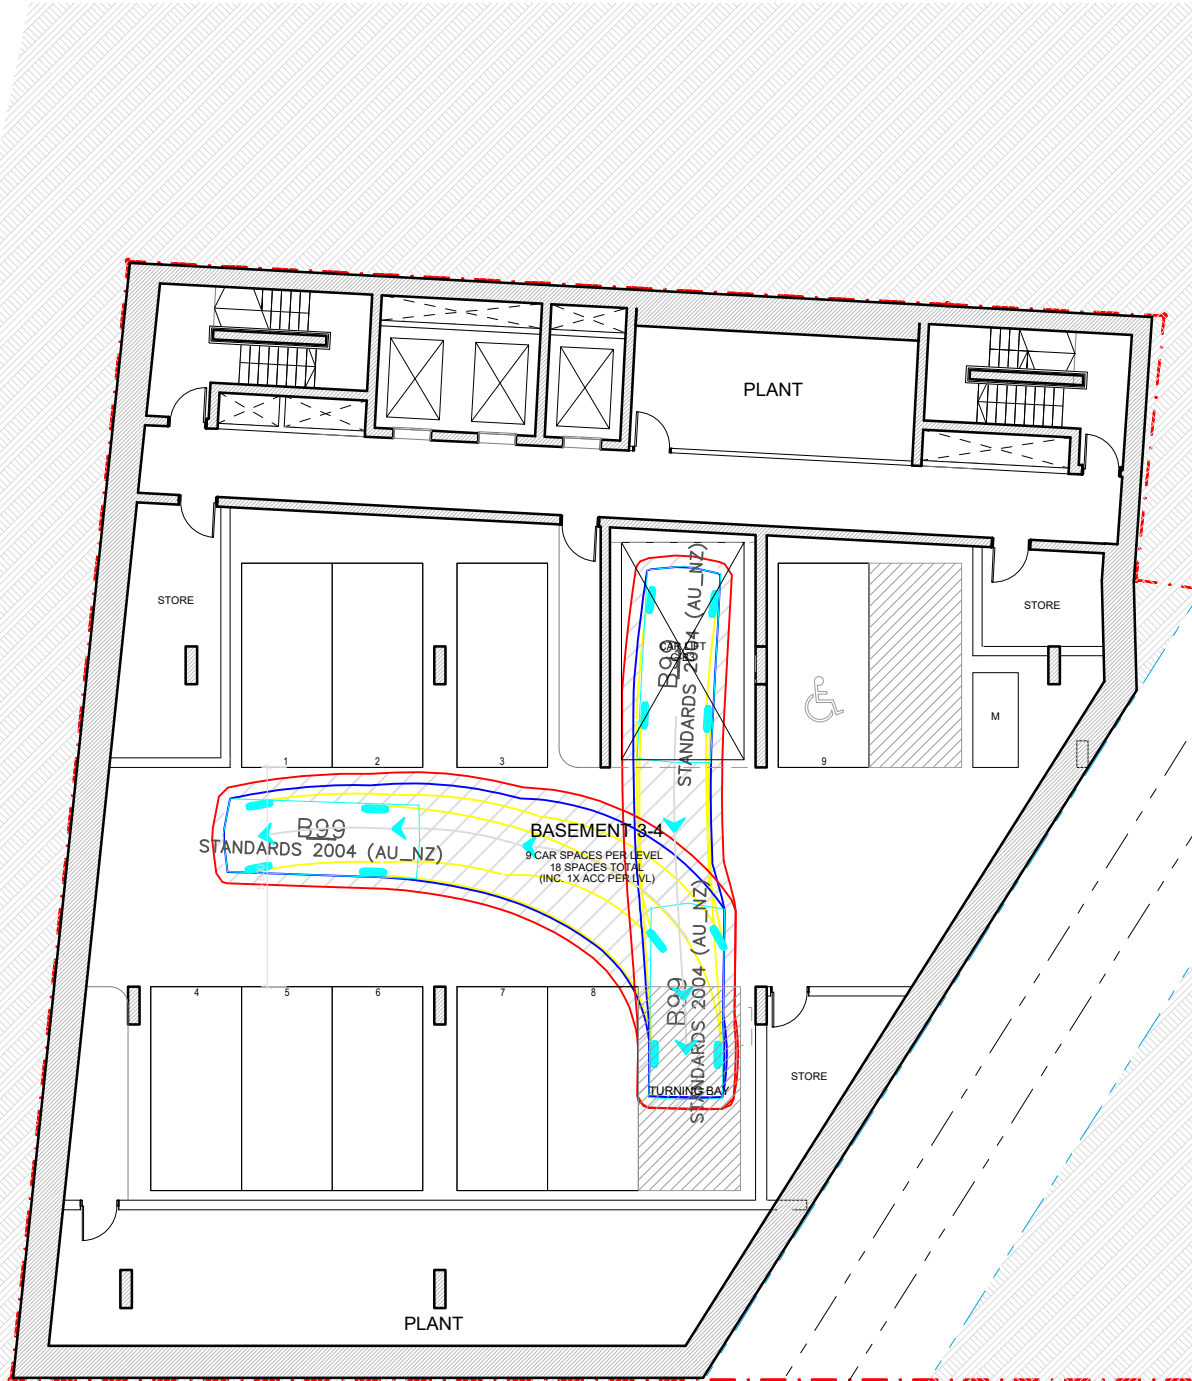 PLANT
STORE
STORE
CAR LIFT
B99
STANDARDS 2004 (AU_NZ)
M
1
2
3
9
B99
STANDARDS 2004 (AU_NZ)
BASEMENT 3-4
9 CAR SPACES PER LEVEL
18 SPACES TOTAL
(INC. 1X ACC PER LVL)
4
5
6
7
8
B99
STANDARDS 2004 (AU_NZ)
TURNING BAY
STORE
PLANT